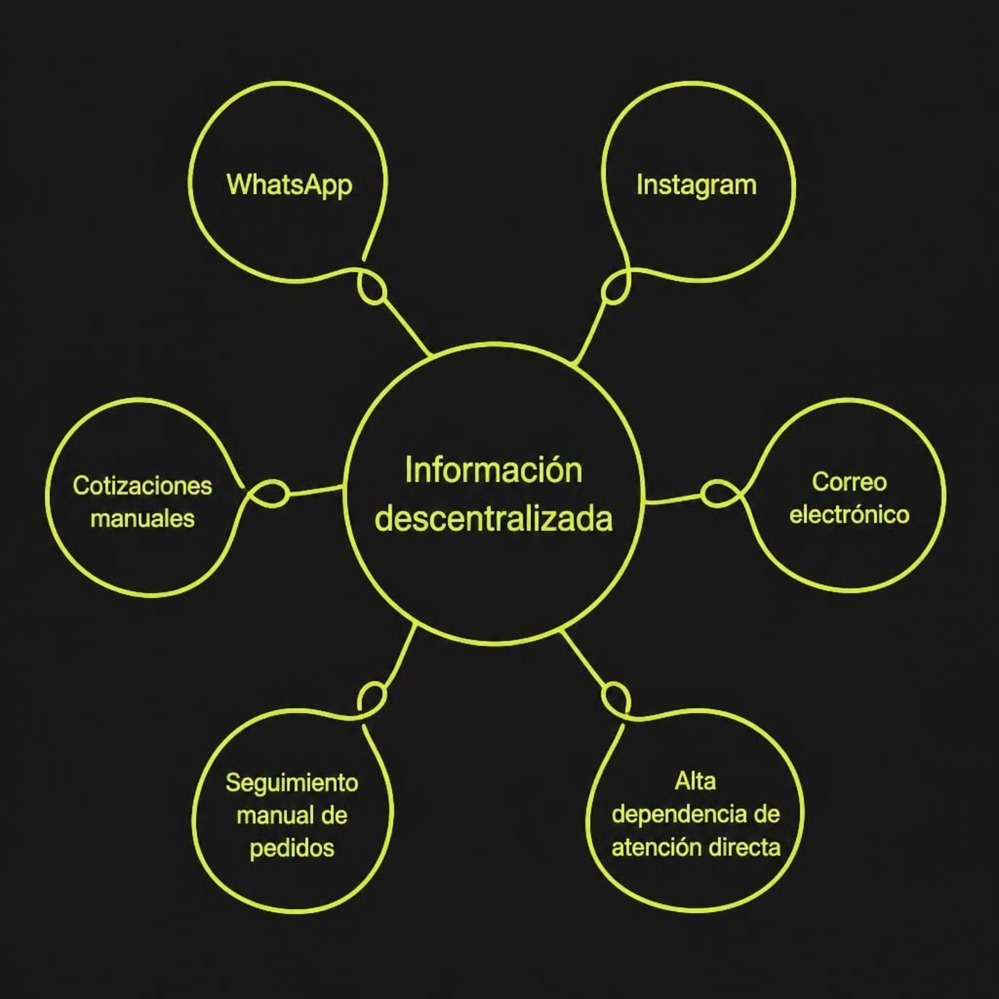 WhatsApp
Instagram
Información
descentralizada
Cotizaciones
manuales
Correo
electrónico
Seguimiento
manual de
pedidos
Alta
dependencia de
atención directa